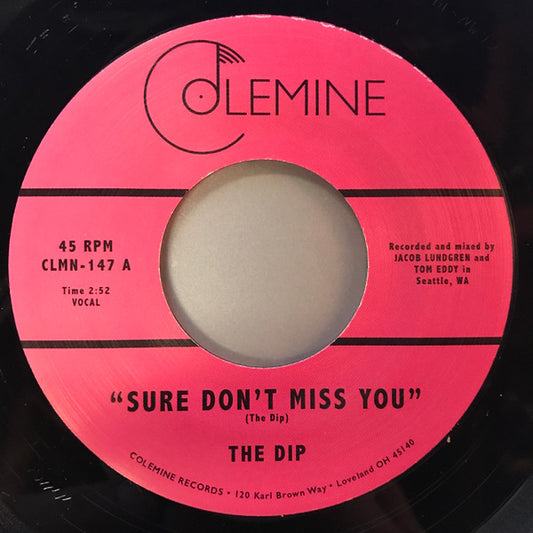 COLEMINE
45 RPM
CLMN-147 A
Time 2:52
VOCAL
Recorded and mixed by
JACOB LUNDGREN and
TOM EDDY in
Seattle, WA
"SURE DON'T MISS YOU"
(The Dip)
THE DIP
COLEMINE RECORDS • 120 Karl Brown Way • Loveland OH 45140